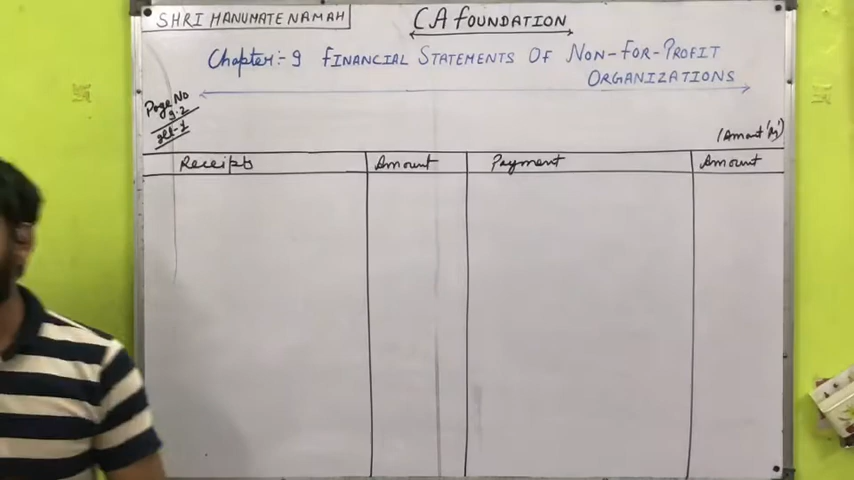 SHRI HANUMATE NAMAH
CA FOUNDATION
Chapter:- 9 FINANCIAL STATEMENTS OF NON-FOR-PROFIT
ORGANIZATIONS
Page No
9.2
(Amount
Receipts Amount Payment Amount